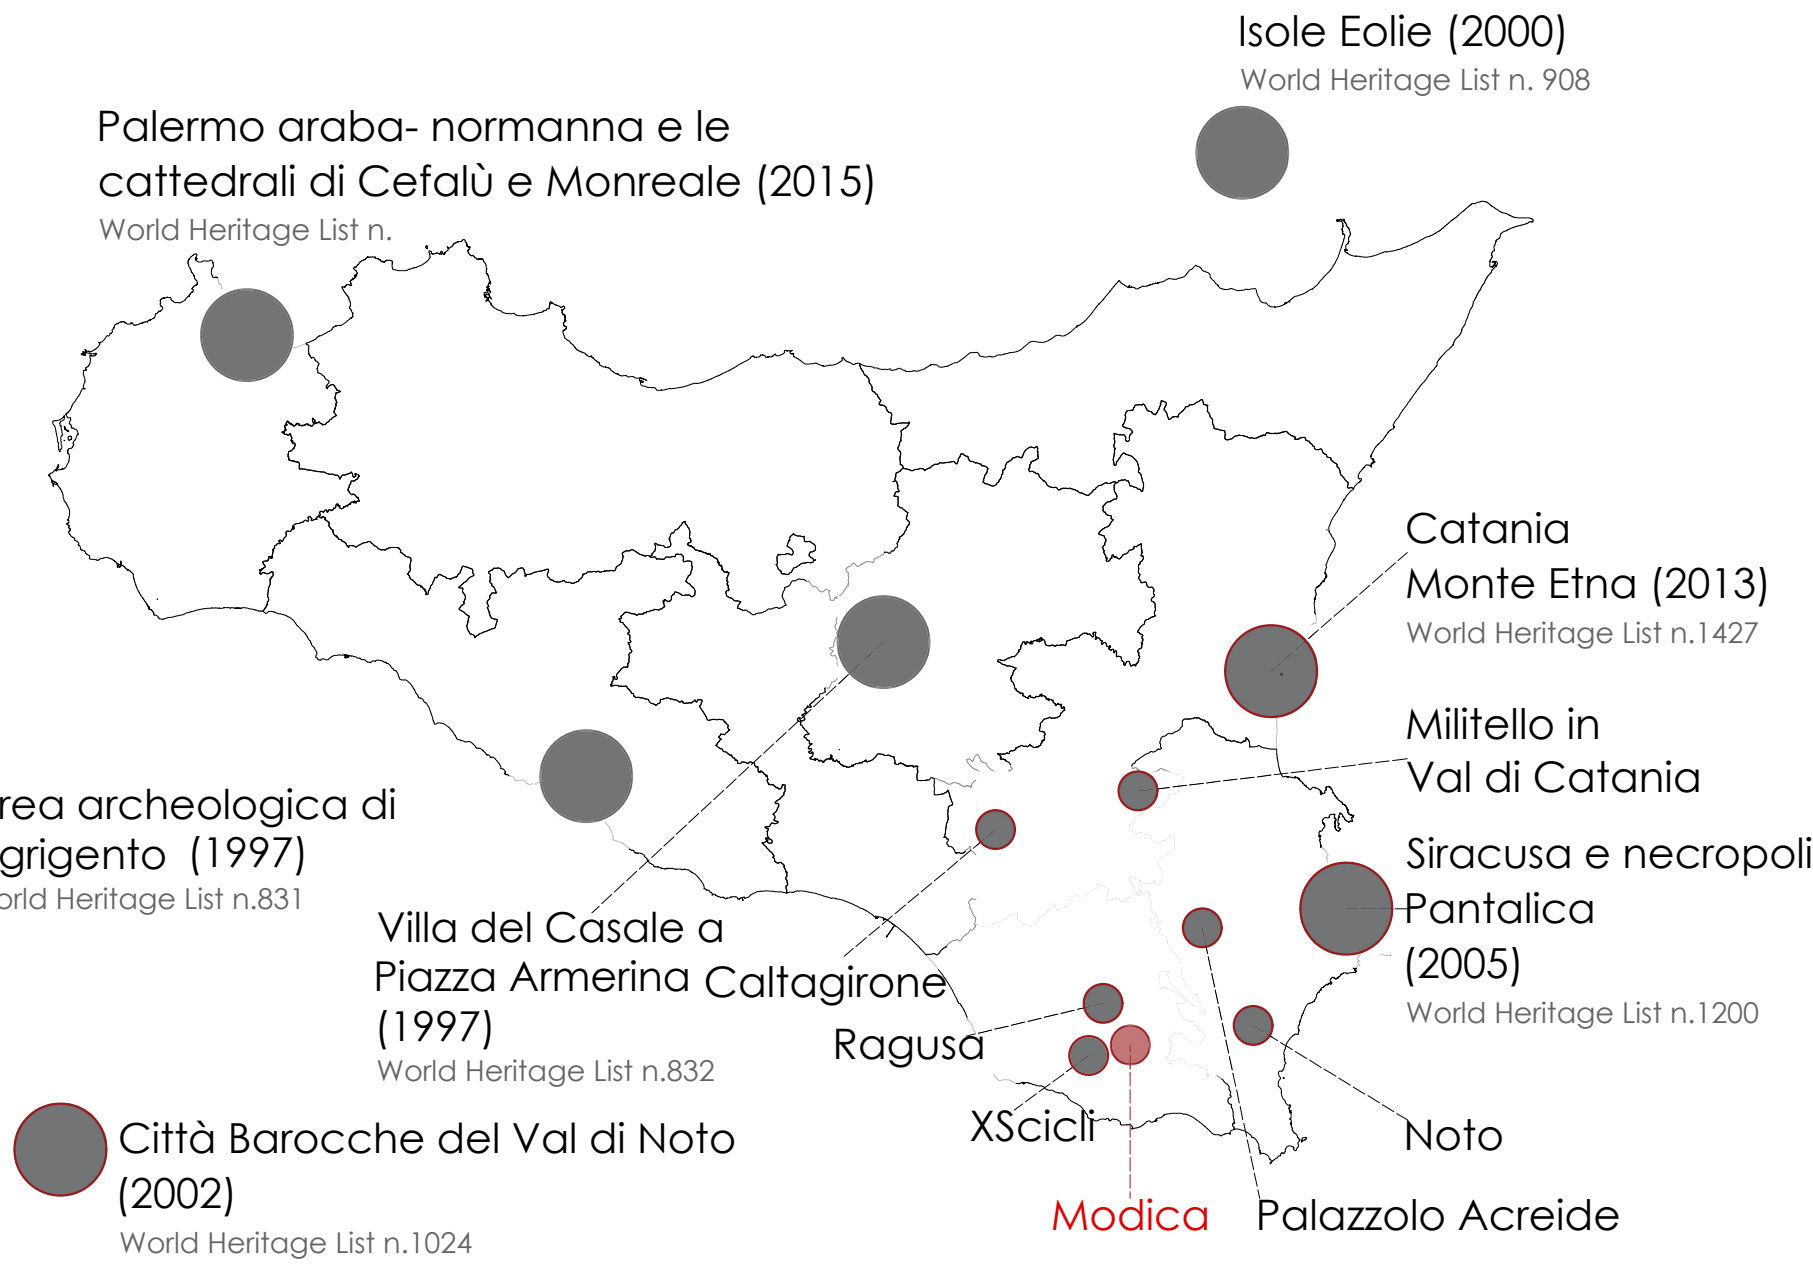 Isole Eolie (2000)
World Heritage List n. 908
Palermo araba- normanna e le
cattedrali di Cefalù e Monreale (2015)
World Heritage List n.
Catania
Monte Etna (2013)
World Heritage List n.1427
Militello in
Val di Catania
rea archeologica di
grigento (1997)
orld Heritage List n.831
Siracusa e necropoli
Pantalica
(2005)
World Heritage List n.1200
Villa del Casale a
Piazza Armerina
(1997)
World Heritage List n.832
Caltagirone
Ragusa
XScicli
Noto
Modica
Palazzolo Acreide
Città Barocche del Val di Noto
(2002)
World Heritage List n.1024